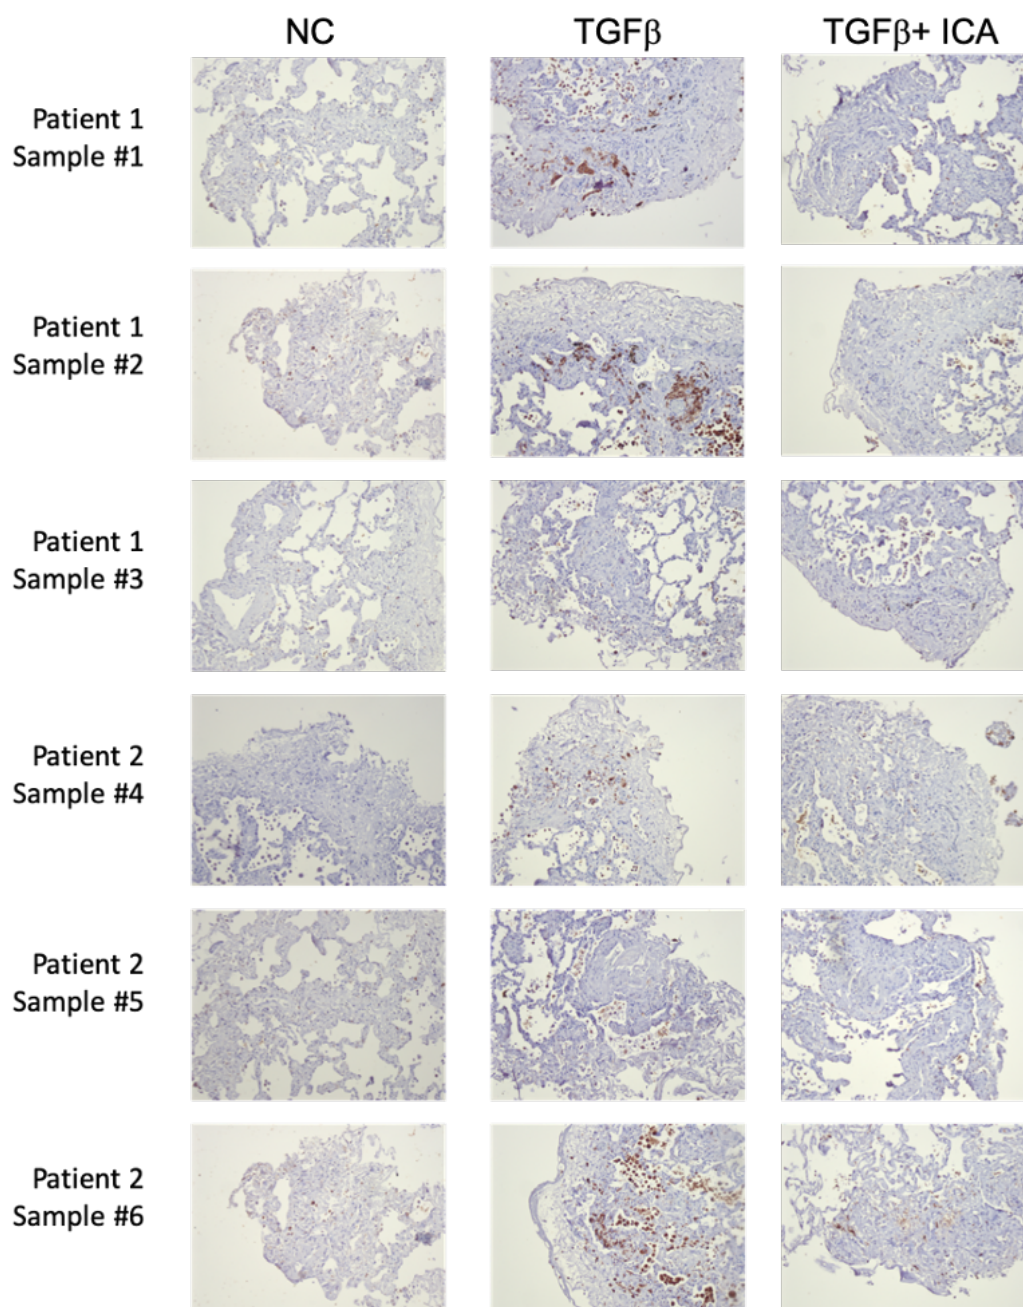 NC TGFβ TGFβ+ ICA
Patient 1
Sample #1
Patient 1
Sample #2
Patient 1
Sample #3
Patient 2
Sample #4
Patient 2
Sample #5
Patient 2
Sample #6